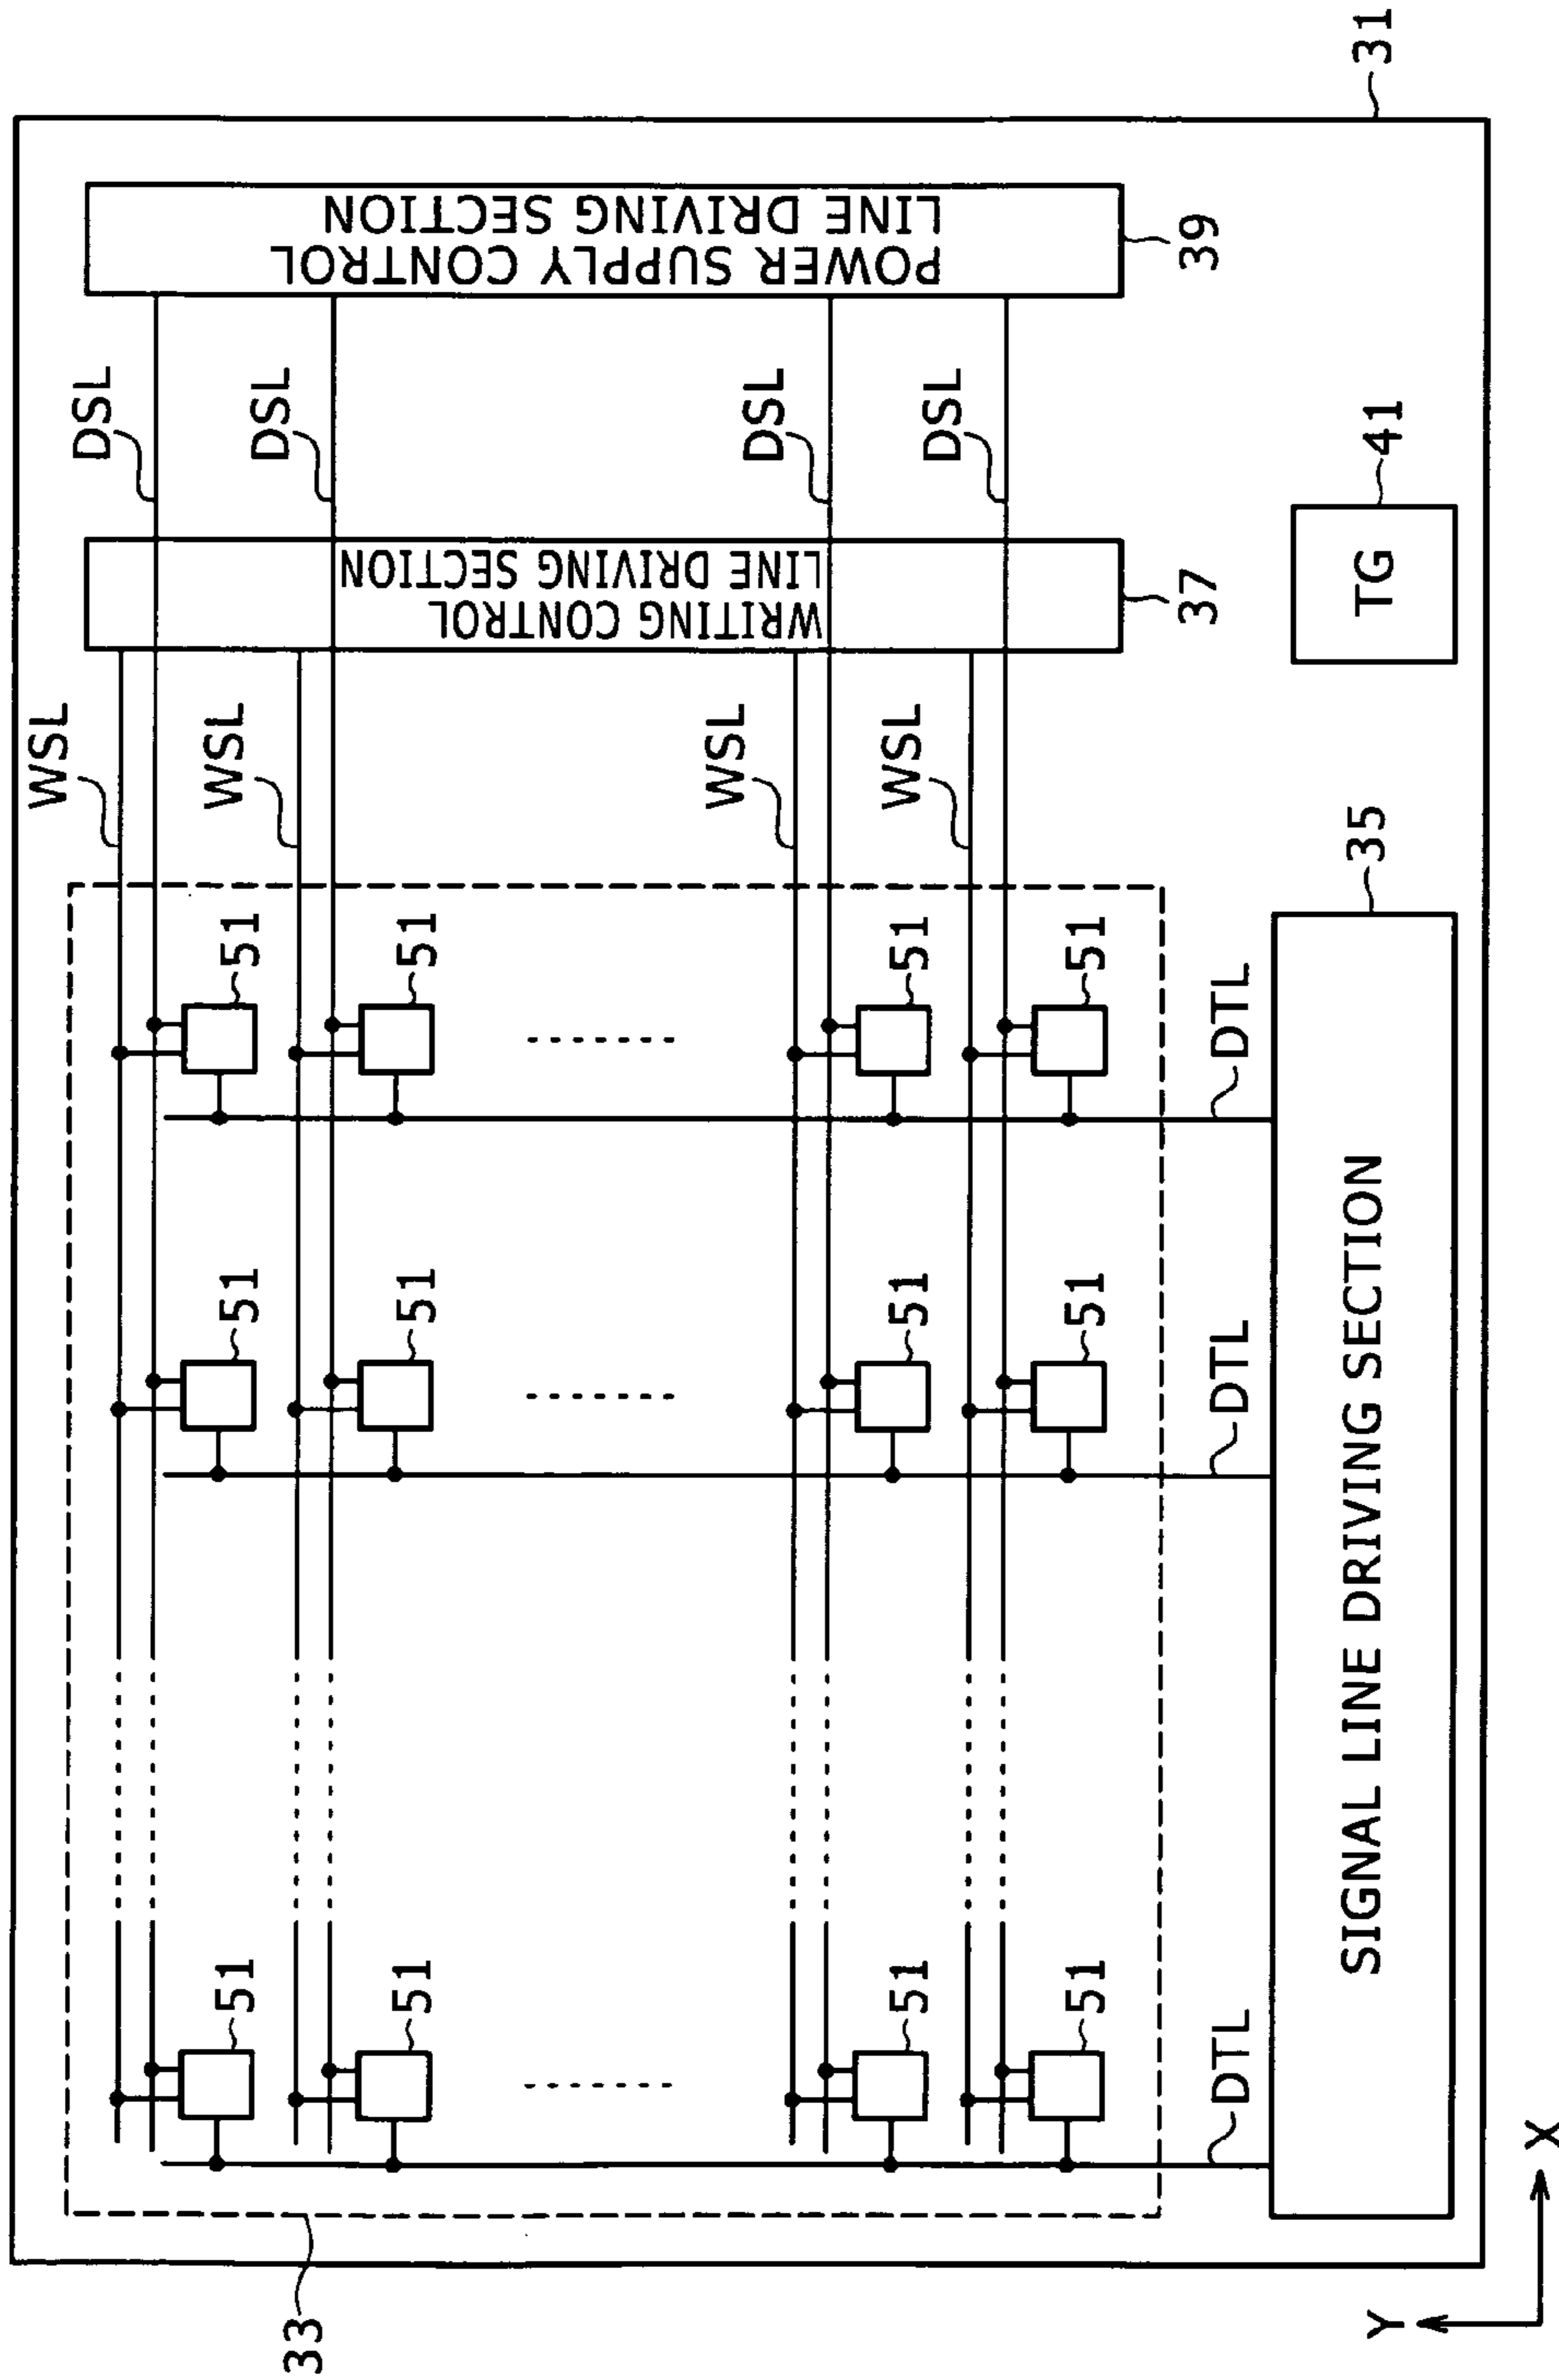 WSL
DSL
51
51
51
WSL
DSL
33
51
51
51
WRITING CONTROL
LINE DRIVING SECTION
POWER SUPPLY CONTROL
LINE DRIVING SECTION
WSL
DSL
51
51
51
WSL
DSL
51
51
51
37
39
DTL
DTL
DTL
SIGNAL LINE DRIVING SECTION
35
TG
41
31
Y
X